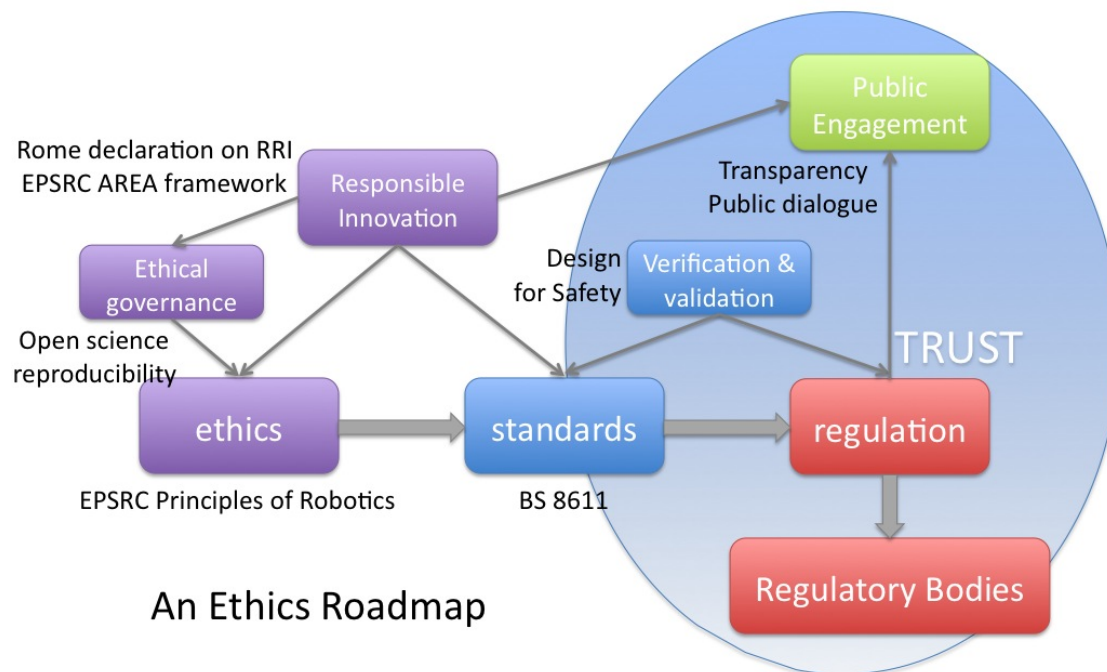 Public
Engagement
Rome declaration on RRI
EPSRC AREA framework
Responsible
Innovation
Transparency
Public dialogue
Ethical
governance
Design
for Safety
Verification &
validation
Open science
reproducibility
TRUST
ethics
standards
regulation
EPSRC Principles of Robotics
BS 8611
Regulatory Bodies
An Ethics Roadmap